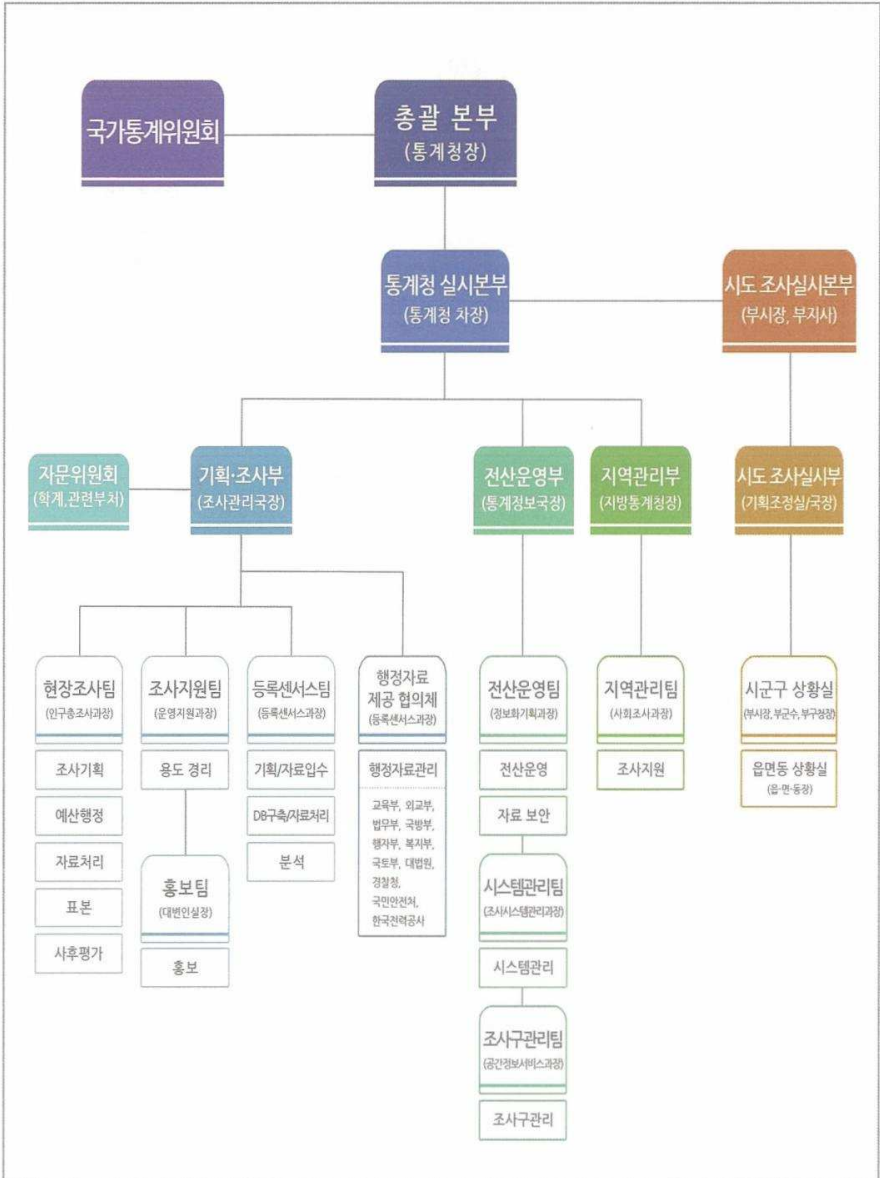 국가통계위원회
총괄 본부
(통계청장)
통계청 실시본부
(통계청 차장)
시도 조사실시본부
(부시장, 부지사)
자문위원회
(학계,관련부처)
기획·조사부
(조사관리국장)
전산운영부
(통계정보국장)
지역관리부
(지방통계청장)
시도 조사실시부
(기획조정실/국장)
현장조사팀
(인구총조사과장)
조사기획
예산행정
자료처리
표본
사후평가
조사지원팀
(운영지원과장)
용도 경리
홍보팀
(대변인실장)
홍보
등록센서스팀
(등록센서스과장)
기획/자료입수
DB구축/자료처리
분석
행정자료
제공 협의체
(등록센서스과장)
행정자료관리
교육부, 외교부,
법무부, 국방부,
행자부, 복지부,
국토부, 대법원,
경찰청,
국민안전처,
한국전력공사
전산운영팀
(정보화기획과장)
전산운영
자료 보안
시스템관리팀
(조사시스템관리과장)
시스템관리
조사구관리팀
(공간정보서비스과장)
조사구관리
지역관리팀
(사회조사과장)
조사지원
시군구 상황실
(부시장, 부군수, 부구청장)
읍면동 상황실
(읍·면·동장)